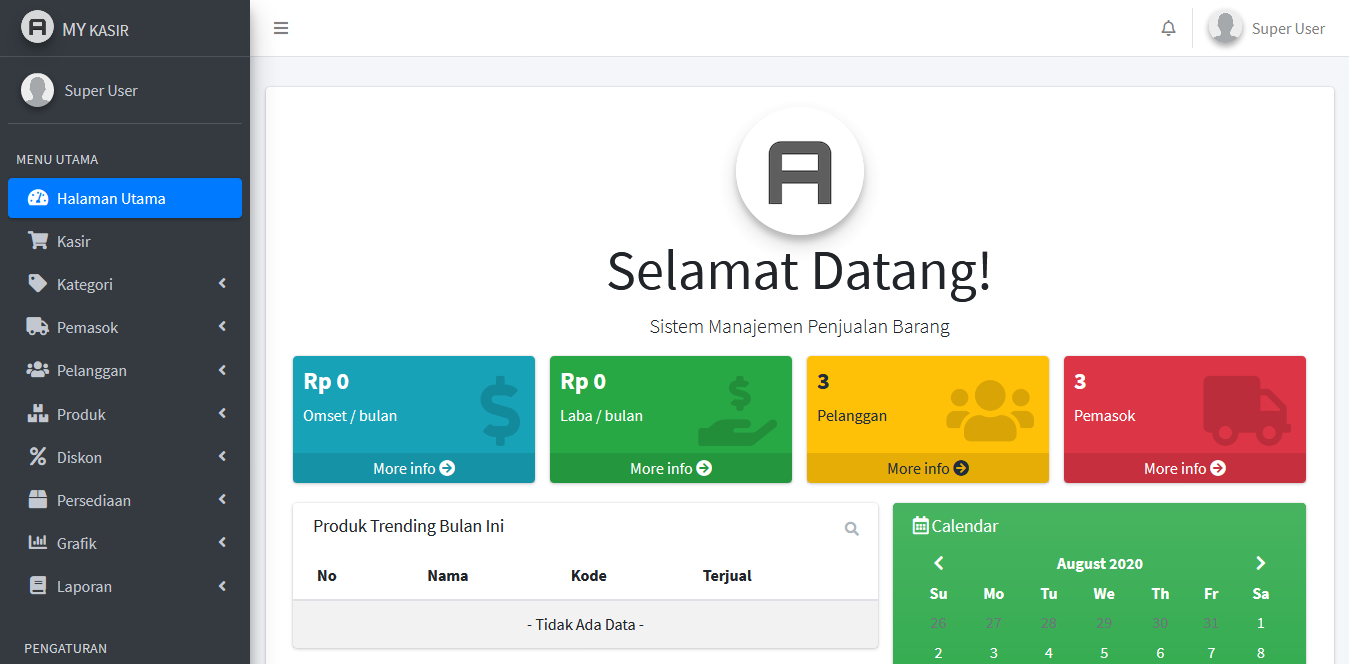 MY KASIR
Super User
Super User
MENU UTAMA
Halaman Utama
Kasir
Kategori
Pemasok
Pelanggan
Produk
Diskon
Persediaan
Grafik
Laporan
PENGATURAN
Selamat Datang!
Sistem Manajemen Penjualan Barang
Rp 0
Omset / bulan
More info
Rp 0
Laba / bulan
More info
3
Pelanggan
More info
3
Pemasok
More info
Produk Trending Bulan Ini
No Nama Kode Terjual
- Tidak Ada Data -
Calendar
August 2020
Su Mo Tu We Th Fr Sa
26 27 28 29 30 31 1
2 3 4 5 6 7 8